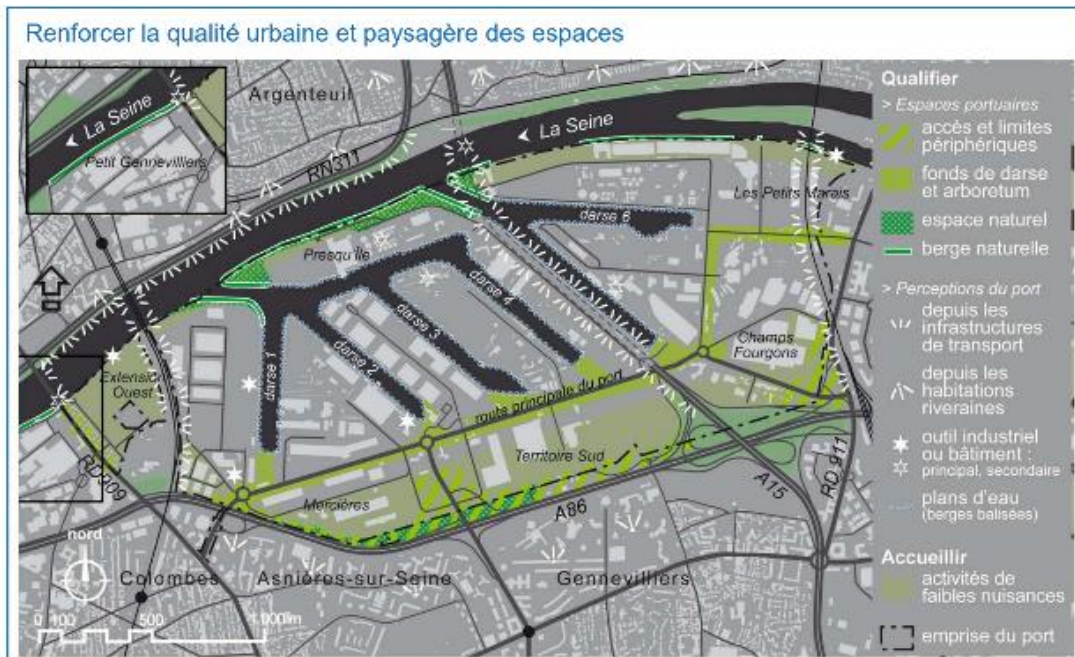 Renforcer la qualité urbaine et paysagère des espaces
Argenteuil
La Seine
La Seine
Petit Gennevilliers
RN311
Les Petits Marais
darse 6
Presqu'île
darse 4
darse 3
darse 2
darse 1
Champs
Fourgons
Extension
Ouest
route principale du port
Territoire Sud
Mercières
RD909
RD 911
A15
A86
nord
Colombes
Asnières-sur-Seine
Gennevilliers
0 100 500 1 000m
Qualifier
> Espaces portuaires
accès et limites
périphériques
fonds de darse
et arboretum
espace naturel
berge naturelle
> Perceptions du port
depuis les
infrastructures
de transport
depuis les
habitations
riveraines
outil industriel
ou bâtiment :
principal, secondaire
plans d'eau
(berges balisées)
Accueillir
activités de
faibles nuisances
emprise du port